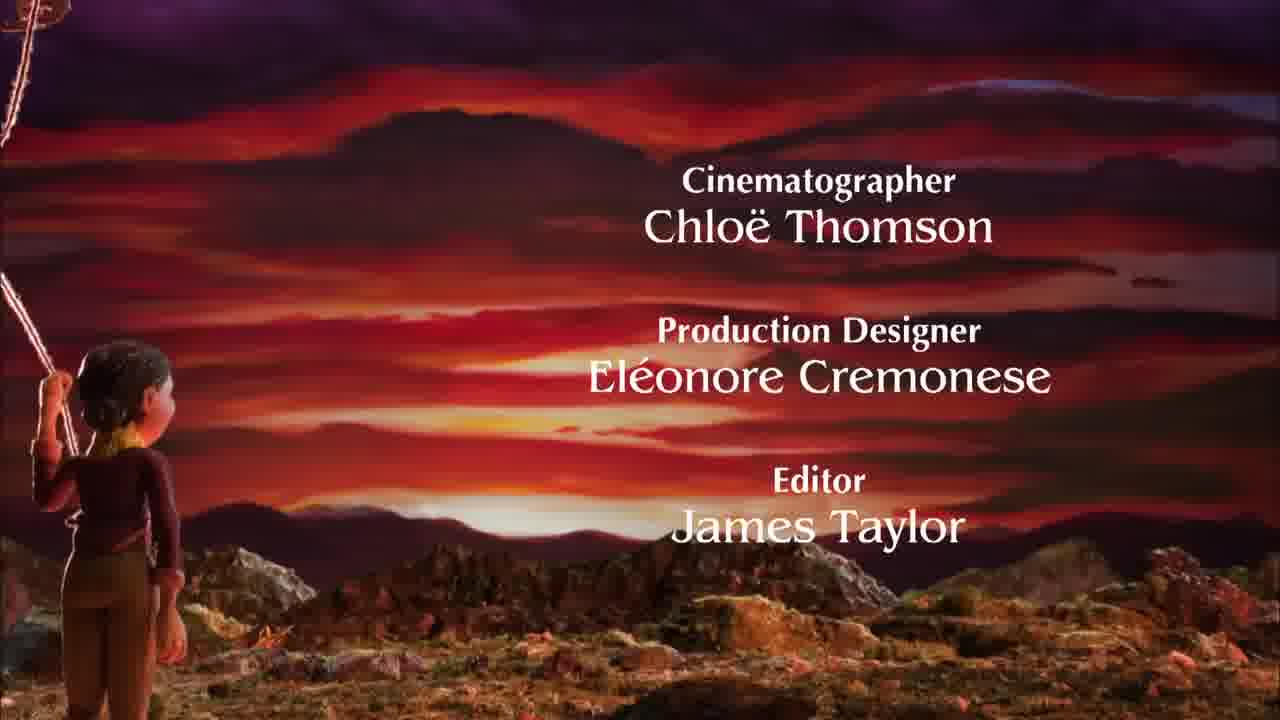 Cinematographer
Chloë Thomson
Production Designer
Eléonore Cremonese
Editor
James Taylor